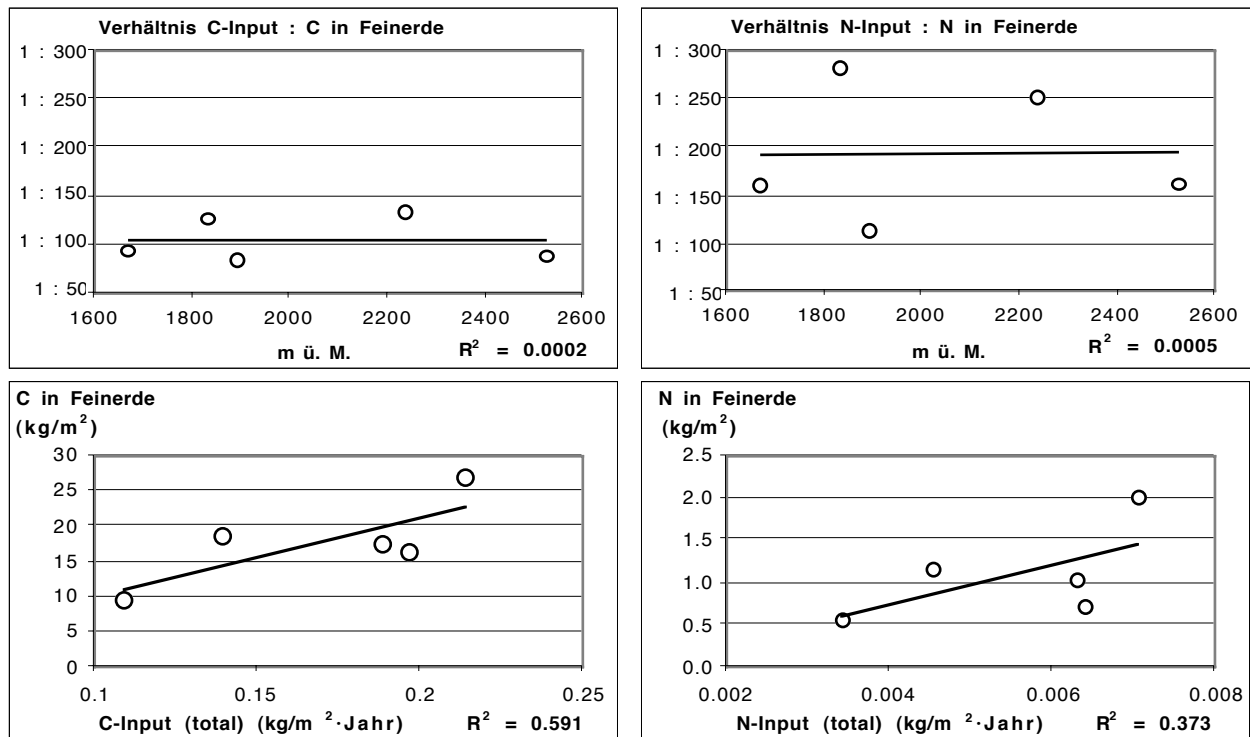 Verhältnis C-Input : C in Feinerde
1 : 300
1 : 250
1 : 200
1 : 150
1 : 100
1 : 50
1600 1800 2000 2200 2400 2600
m ü. M. R² = 0.0002
Verhältnis N-Input : N in Feinerde
1 : 300
1 : 250
1 : 200
1 : 150
1 : 100
1 : 50
1600 1800 2000 2200 2400 2600
m ü. M. R² = 0.0005
C in Feinerde
(kg/m²)
30
25
20
15
10
5
0
0.1 0.15 0.2 0.25
C-Input (total) (kg/m ²·Jahr) R² = 0.591
N in Feinerde
(kg/m²)
2.5
2.0
1.5
1.0
0.5
0.0
0.002 0.004 0.006 0.008
N-Input (total) (kg/m ²·Jahr) R² = 0.373